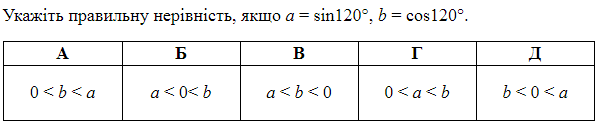 Укажіть правильну нерівність, якщо a = sin120°, b = cos120°.
А Б В Г Д
0 < b < a a < 0< b a < b < 0 0 < a < b b < 0 < a